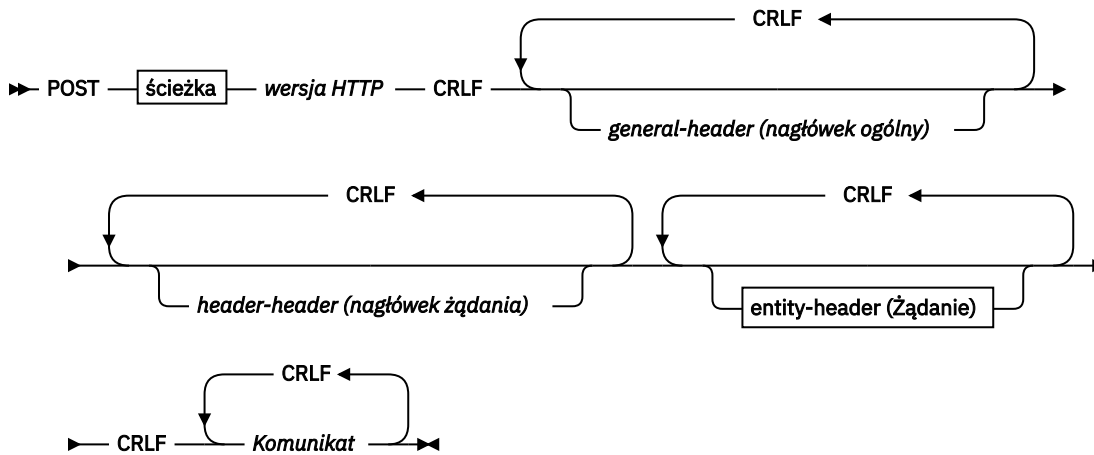 CRLF
POST ścieżka wersja HTTP CRLF
general-header (nagłówek ogólny)
CRLF CRLF
header-header (nagłówek żądania) entity-header (Żądanie)
CRLF
CRLF Komunikat